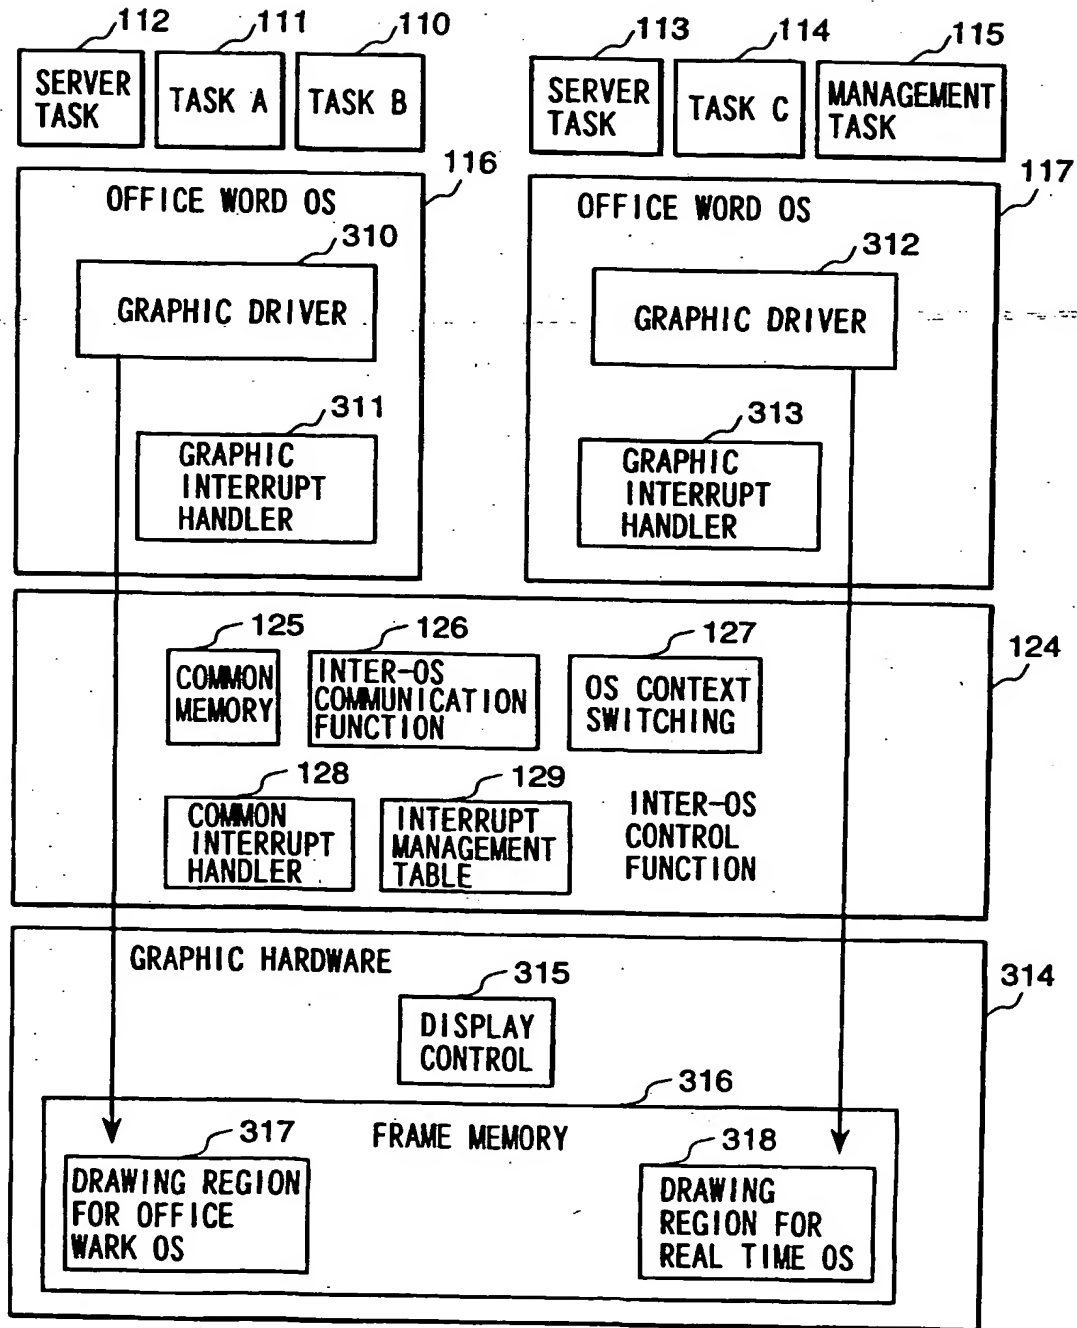 112
111
110
113
114
115
SERVER
TASK
TASK A
TASK B
SERVER
TASK
TASK C
MANAGEMENT
TASK
116
117
OFFICE WORD OS
OFFICE WORD OS
310
312
GRAPHIC DRIVER
GRAPHIC DRIVER
311
313
GRAPHIC
INTERRUPT
HANDLER
GRAPHIC
INTERRUPT
HANDLER
124
125
126
127
COMMON
MEMORY
INTER-OS
COMMUNICATION
FUNCTION
OS CONTEXT
SWITCHING
128
129
COMMON
INTERRUPT
HANDLER
INTERRUPT
MANAGEMENT
TABLE
INTER-OS
CONTROL
FUNCTION
GRAPHIC HARDWARE
314
315
DISPLAY
CONTROL
316
FRAME MEMORY
317
318
DRAWING REGION
FOR OFFICE
WARK OS
DRAWING
REGION FOR
REAL TIME OS